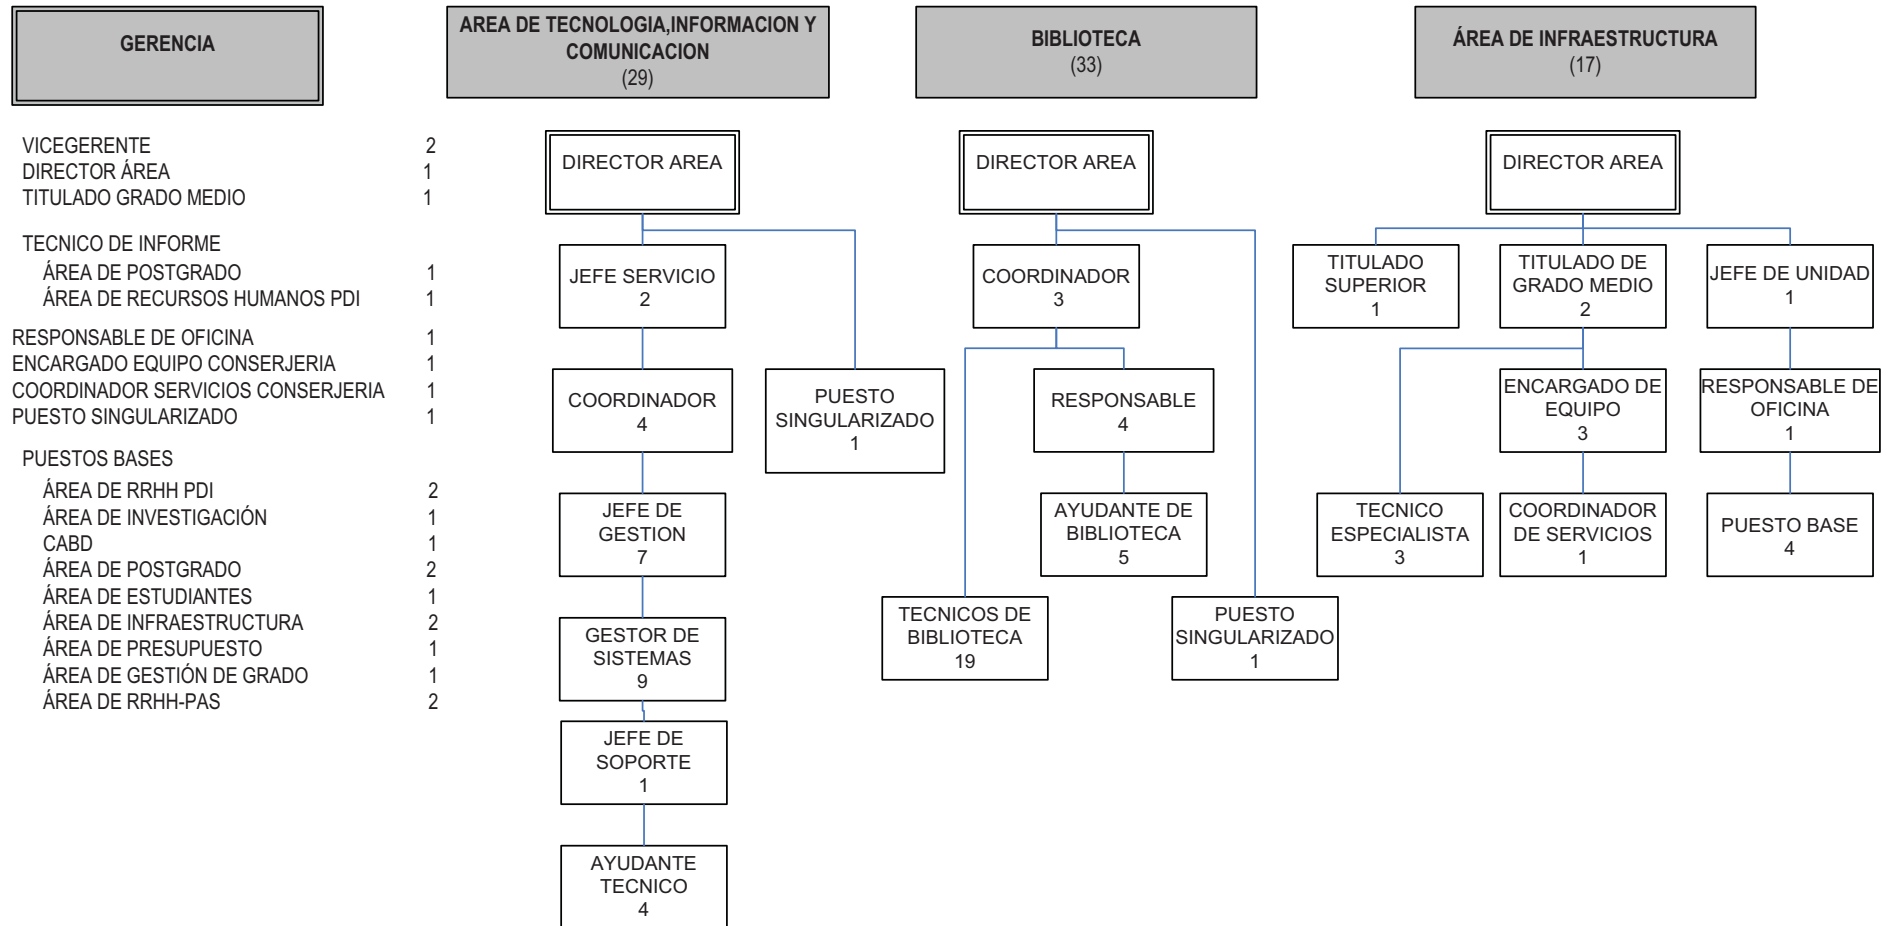 GERENCIA
VICEGERENTE 2
DIRECTOR ÁREA 1
TITULADO GRADO MEDIO 1
TECNICO DE INFORME
ÁREA DE POSTGRADO 1
ÁREA DE RECURSOS HUMANOS PDI 1
RESPONSABLE DE OFICINA 1
ENCARGADO EQUIPO CONSERJERIA 1
COORDINADOR SERVICIOS CONSERJERIA 1
PUESTO SINGULARIZADO 1
PUESTOS BASES
ÁREA DE RRHH PDI 2
ÁREA DE INVESTIGACIÓN 1
CABD 1
ÁREA DE POSTGRADO 2
ÁREA DE ESTUDIANTES 1
ÁREA DE INFRAESTRUCTURA 2
ÁREA DE PRESUPUESTO 1
ÁREA DE GESTIÓN DE GRADO 1
ÁREA DE RRHH-PAS 2
AREA DE TECNOLOGIA,INFORMACION Y
COMUNICACION
(29)
DIRECTOR AREA
JEFE SERVICIO
2
COORDINADOR
4
PUESTO
SINGULARIZADO
1
JEFE DE
GESTION
7
GESTOR DE
SISTEMAS
9
JEFE DE
SOPORTE
1
AYUDANTE
TECNICO
4
BIBLIOTECA
(33)
DIRECTOR AREA
COORDINADOR
3
RESPONSABLE
4
AYUDANTE DE
BIBLIOTECA
5
TECNICOS DE
BIBLIOTECA
19
PUESTO
SINGULARIZADO
1
ÁREA DE INFRAESTRUCTURA
(17)
DIRECTOR AREA
TITULADO
SUPERIOR
1
TITULADO DE
GRADO MEDIO
2
JEFE DE UNIDAD
1
ENCARGADO DE
EQUIPO
3
RESPONSABLE DE
OFICINA
1
TECNICO
ESPECIALISTA
3
COORDINADOR
DE SERVICIOS
1
PUESTO BASE
4